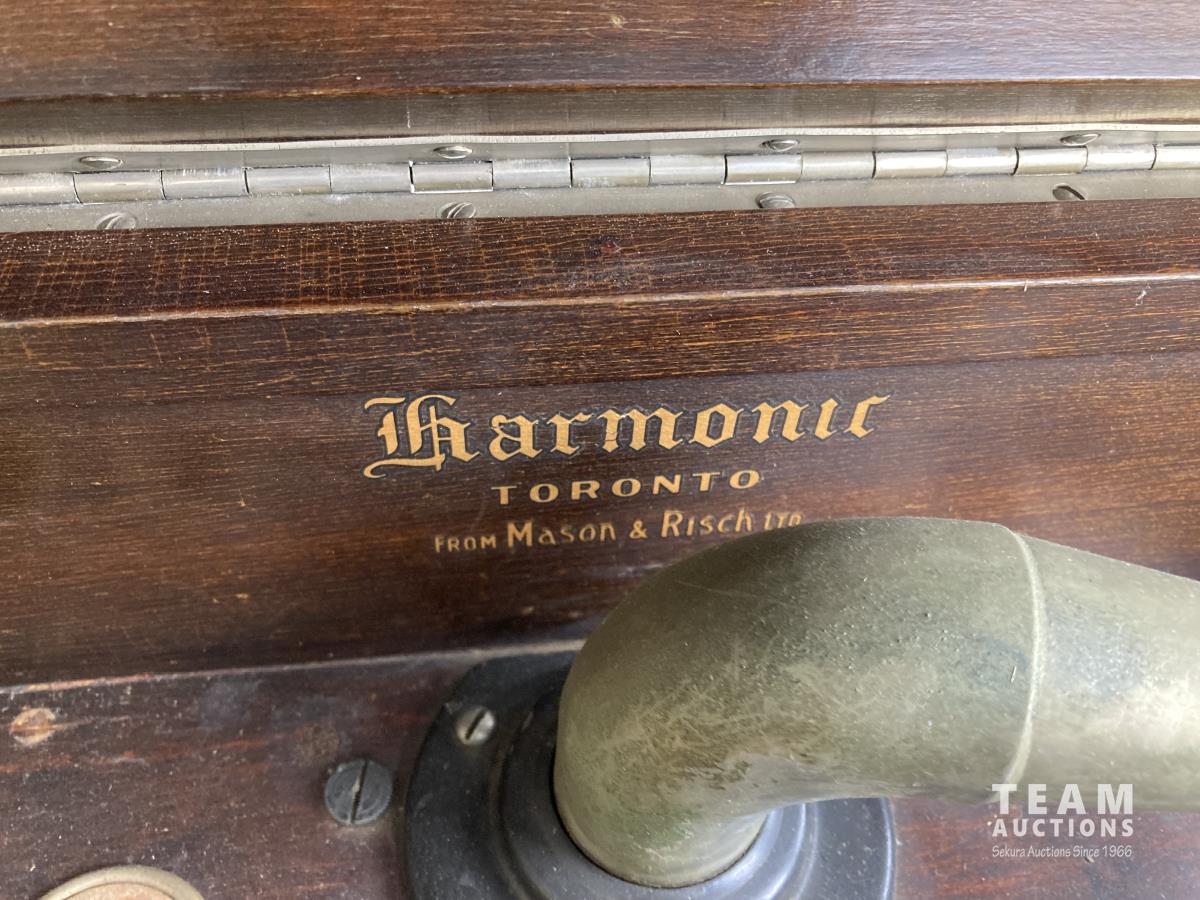 Harmonic
TORONTO
FROM MASON & RISCH LTD
TEAM
AUCTIONS
Sekura Auctions Since 1966